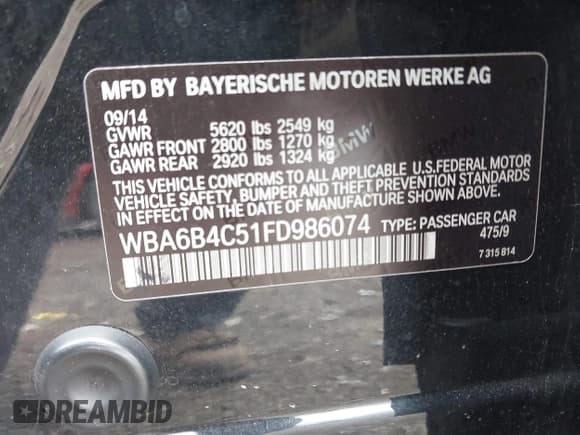 MFD BY BAYERISCHE MOTOREN WERKE AG
09/14
GVWR 5620 lbs 2549 kg
GAWR FRONT 2800 lbs 1270 kg
GAWR REAR 2920 lbs 1324 kg
THIS VEHICLE CONFORMS TO ALL APPLICABLE U.S.FEDERAL MOTOR
VEHICLE SAFETY, BUMPER AND THEFT PREVENTION STANDARDS
IN EFFECT ON THE DATE OF MANUFACTURE SHOWN ABOVE.
WBA6B4C51FD986074 TYPE: PASSENGER CAR
475/9
7 315 814
DREAMBID